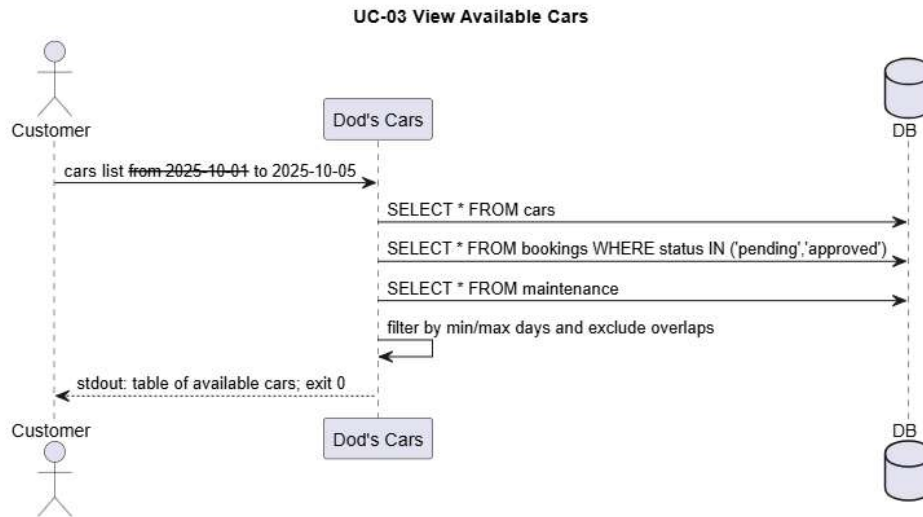 UC-03 View Available Cars
Customer
Dod's Cars
DB
cars list from 2025-10-01 to 2025-10-05
SELECT * FROM cars
SELECT * FROM bookings WHERE status IN ('pending','approved')
SELECT * FROM maintenance
filter by min/max days and exclude overlaps
stdout: table of available cars; exit 0
Customer
Dod's Cars
DB